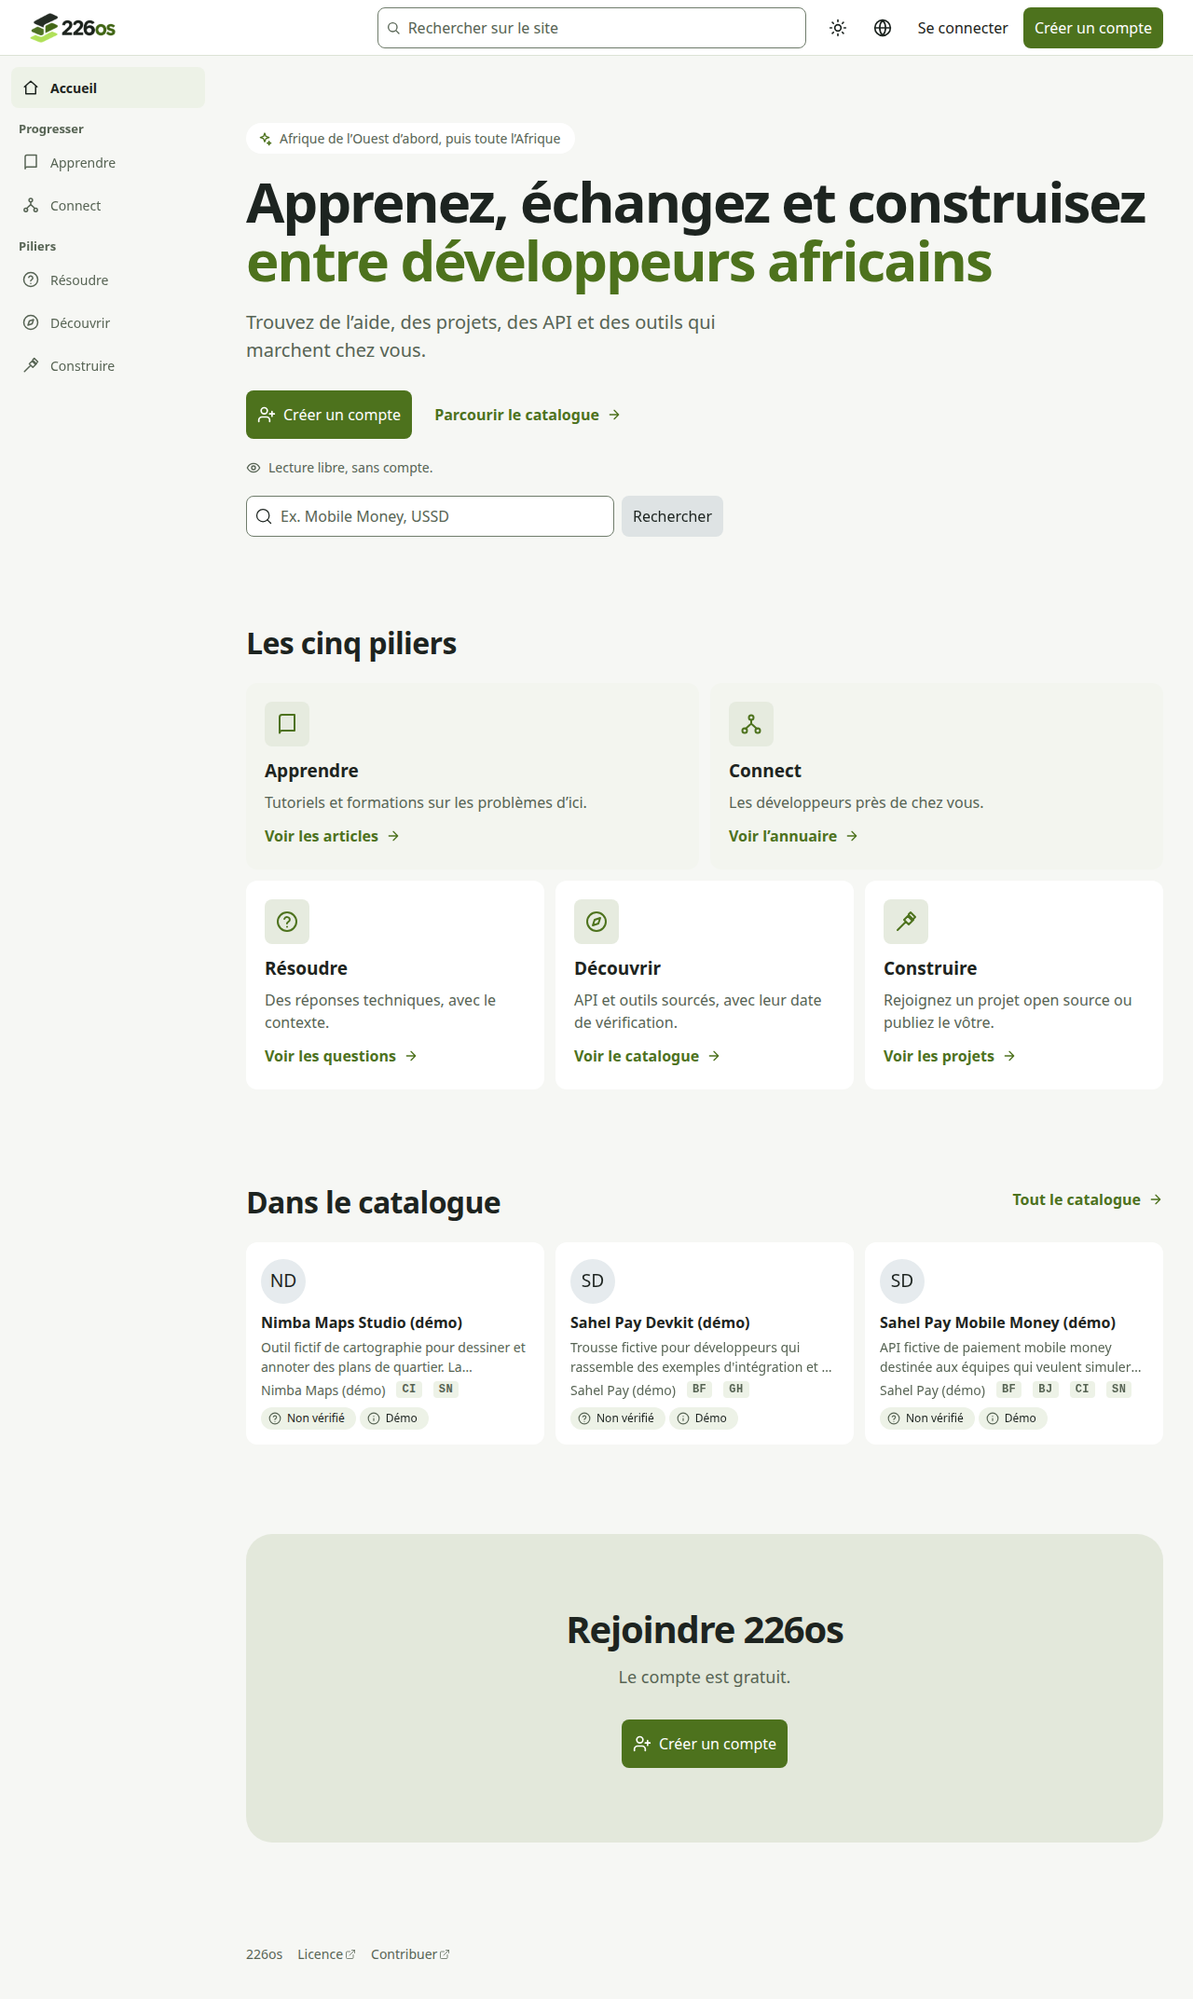 226os
Rechercher sur le site
Se connecter
Créer un compte
Accueil
Progresser
Apprendre
Connect
Piliers
Résoudre
Découvrir
Construire
Afrique de l’Ouest d’abord, puis toute l’Afrique
Apprenez, échangez et construisez
entre développeurs africains
Trouvez de l’aide, des projets, des API et des outils qui
marchent chez vous.
Créer un compte
Parcourir le catalogue
Lecture libre, sans compte.
Ex. Mobile Money, USSD
Rechercher
Les cinq piliers
Apprendre
Tutoriels et formations sur les problèmes d’ici.
Voir les articles
Connect
Les développeurs près de chez vous.
Voir l’annuaire
Résoudre
Des réponses techniques, avec le
contexte.
Voir les questions
Découvrir
API et outils sourcés, avec leur date
de vérification.
Voir le catalogue
Construire
Rejoignez un projet open source ou
publiez le vôtre.
Voir les projets
Dans le catalogue
Tout le catalogue
ND
Nimba Maps Studio (démo)
Outil fictif de cartographie pour dessiner et
annoter des plans de quartier. La...
Nimba Maps (démo) CI SN
Non vérifié Démo
SD
Sahel Pay Devkit (démo)
Trousse fictive pour développeurs qui
rassemble des exemples d'intégration et ...
Sahel Pay (démo) BF GH
Non vérifié Démo
SD
Sahel Pay Mobile Money (démo)
API fictive de paiement mobile money
destinée aux équipes qui veulent simuler...
Sahel Pay (démo) BF BJ CI SN
Non vérifié Démo
Rejoindre 226os
Le compte est gratuit.
Créer un compte
226os Licence Contribuer